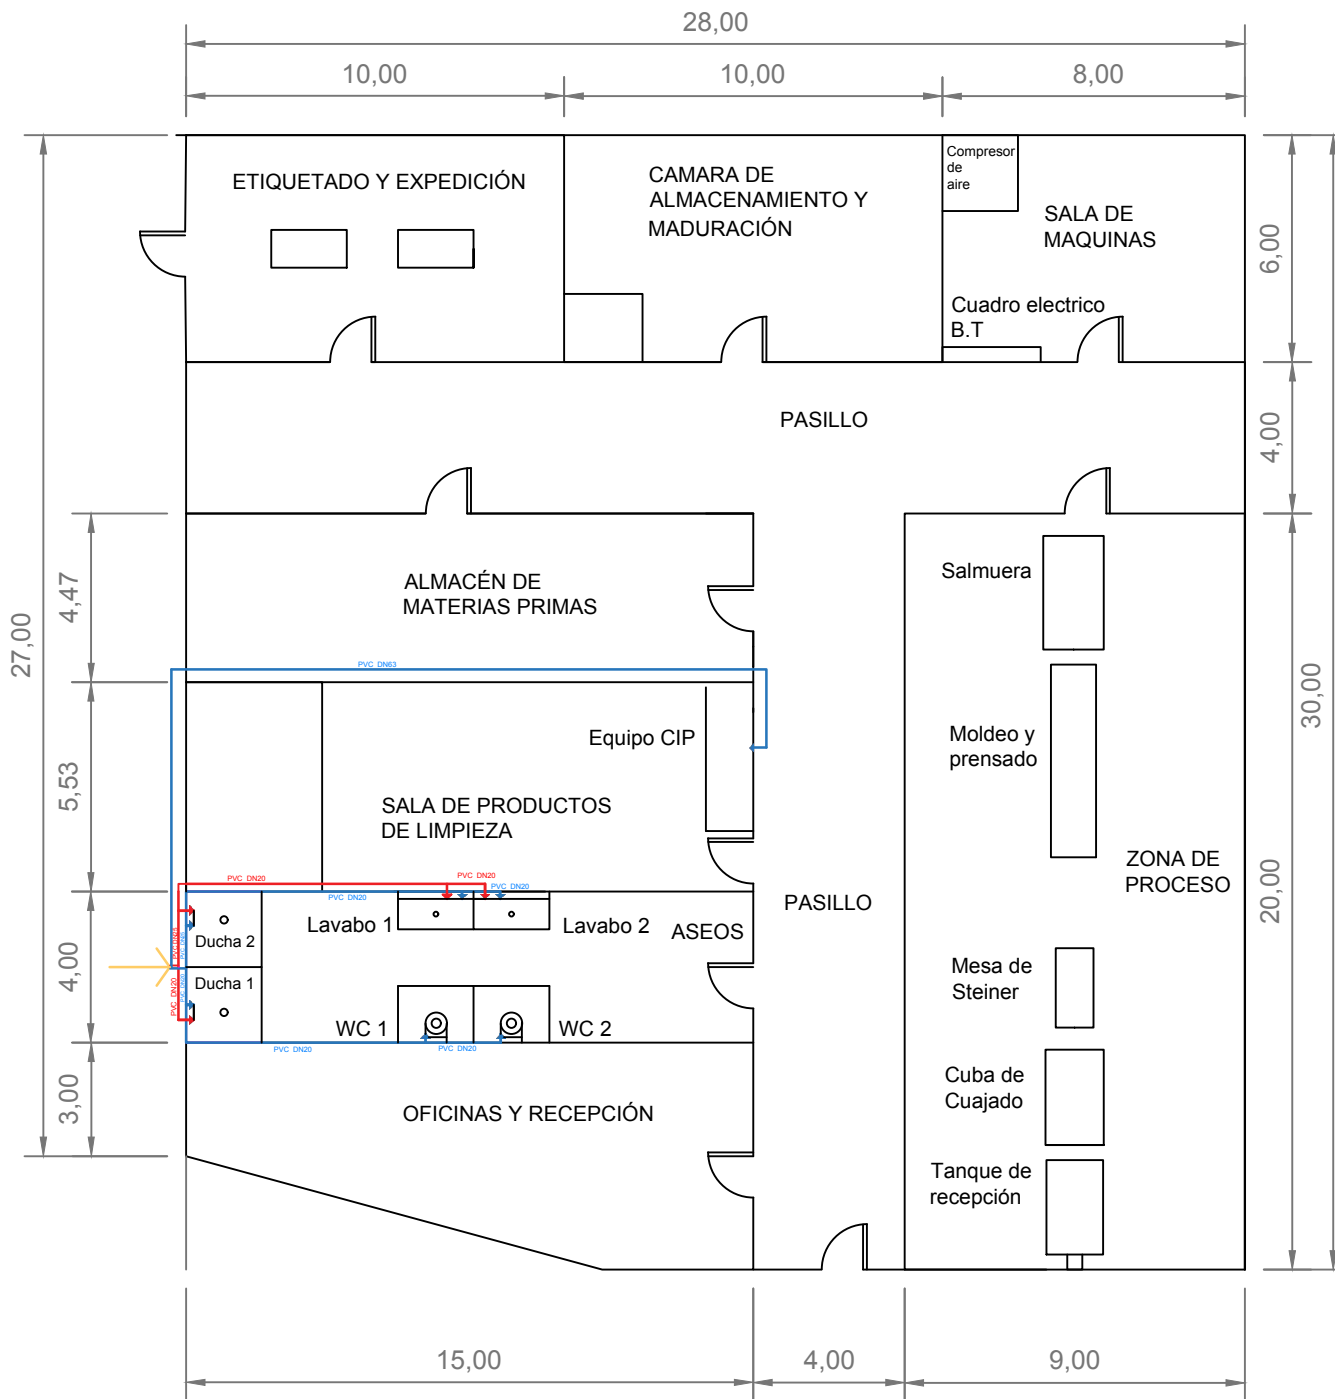 28,00
10,00
10,00
8,00
ETIQUETADO Y EXPEDICIÓN
CAMARA DE
ALMACENAMIENTO Y
MADURACIÓN
Compresor
de
aire
SALA DE
MAQUINAS
Cuadro electrico
B.T
6,00
PASILLO
4,00
27,00
4,47
ALMACÉN DE
MATERIAS PRIMAS
Salmuera
PVC DN63
30,00
5,53
Equipo CIP
Moldeo y
prensado
SALA DE PRODUCTOS
DE LIMPIEZA
ZONA DE
PROCESO
20,00
PVC DN20
PVC DN20
PVC DN20
PVC DN20
PASILLO
4,00
Ducha 2
Lavabo 1
Lavabo 2
ASEOS
Ducha 1
PVC DN20
Mesa de
Steiner
WC 1
WC 2
PVC DN20
PVC DN20
3,00
OFICINAS Y RECEPCIÓN
Cuba de
Cuajado
Tanque de
recepción
15,00
4,00
9,00